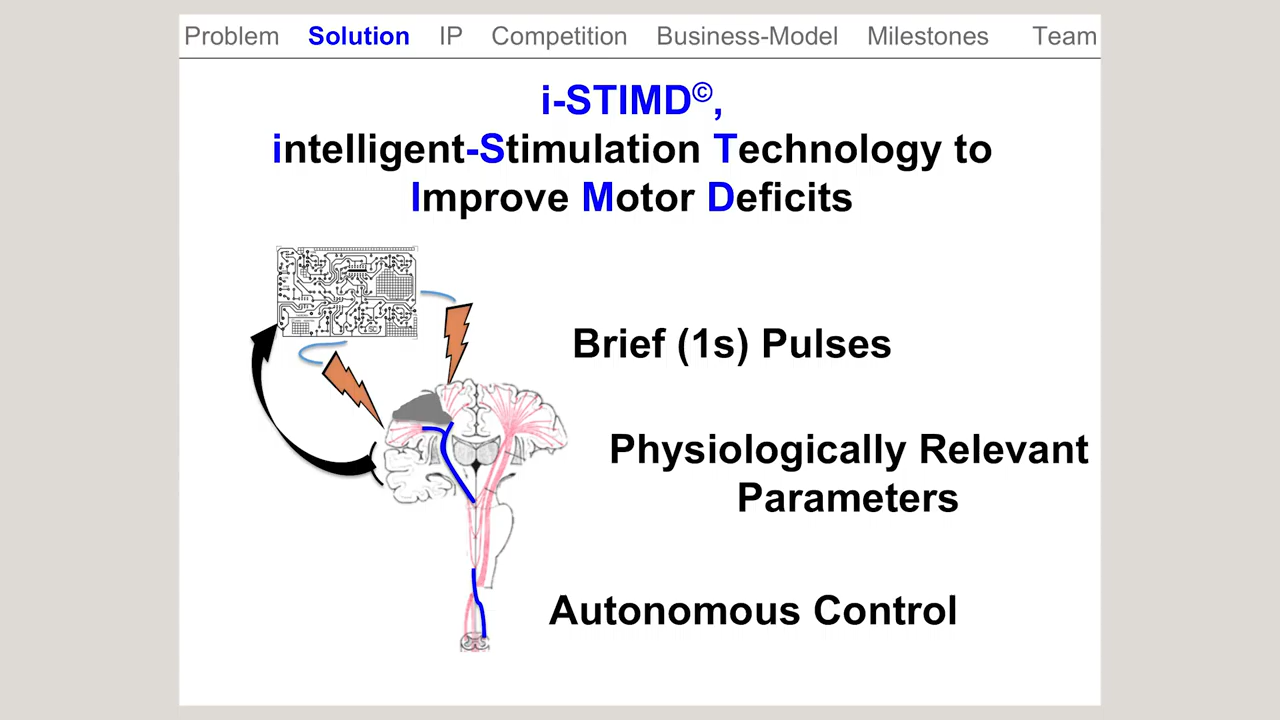 Problem Solution IP Competition Business-Model Milestones Team
i-STIMD©,
intelligent-Stimulation Technology to
Improve Motor Deficits
Brief (1s) Pulses
Physiologically Relevant
Parameters
Autonomous Control